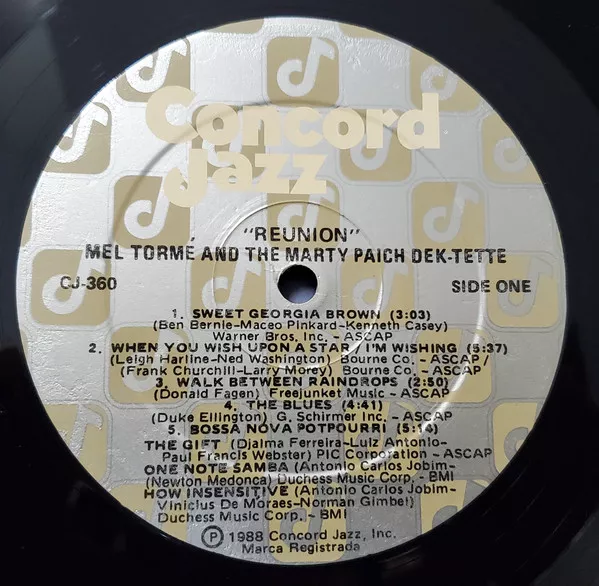 Concord
Jazz
"REUNION"
MEL TORMÉ AND THE MARTY PAICH DEK-TETTE
CJ-360 SIDE ONE
1. SWEET GEORGIA BROWN (3:03)
(Ben Bernie-Maceo Pinkard-Kenneth Casey)
Warner Bros, Inc. - ASCAP
2. WHEN YOU WISH UPON A STAR / I'M WISHING (5:37)
(Leigh Harline-Ned Washington) Bourne Co. - ASCAP /
(Frank Churchill-Larry Morey) Bourne Co. - ASCAP
3. WALK BETWEEN RAINDROPS (2:50)
(Donald Fagen) Freejunket Music - ASCAP
4. THE BLUES (4:41)
(Duke Ellington) G. Schirmer Inc. - ASCAP
5. BOSSA NOVA POTPOURRI (5:14)
THE GIFT (Djalma Ferreira-Luiz Antonio-
Paul Francis Webster) PIC Corporation - ASCAP
ONE NOTE SAMBA (Antonio Carlos Jobim-
(Newton Medonca) Duchess Music Corp. - BMI
HOW INSENSITIVE (Antonio Carlos Jobim-
Vinicius De Moraes-Norman Gimbel
Duchess Music Corp. - BMI
Ⓟ 1988 Concord Jazz, Inc.
Marca Registrada